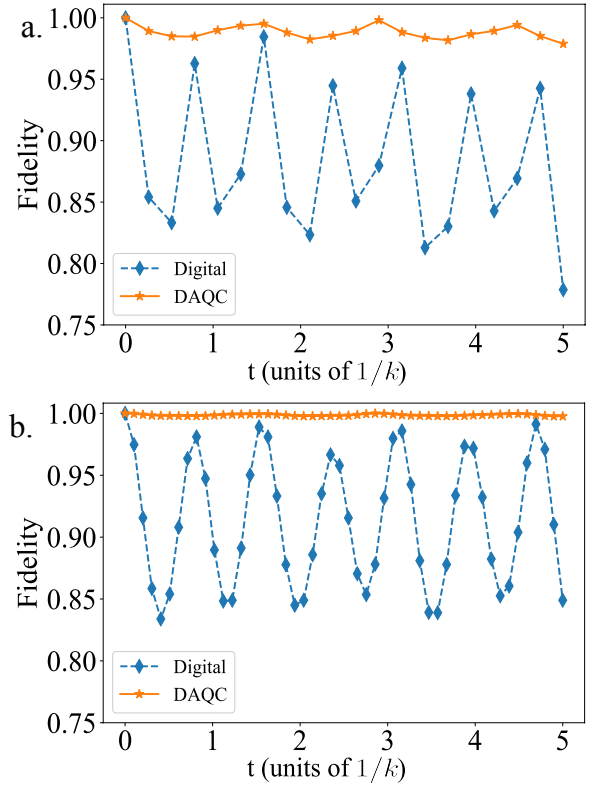 a.
1.00
0.95
0.90
0.85
0.80
0.75
Fidelity
Digital
DAQC
0 1 2 3 4 5
t (units of 1/k)
b.
1.00
0.95
0.90
0.85
0.80
0.75
Fidelity
Digital
DAQC
0 1 2 3 4 5
t (units of 1/k)